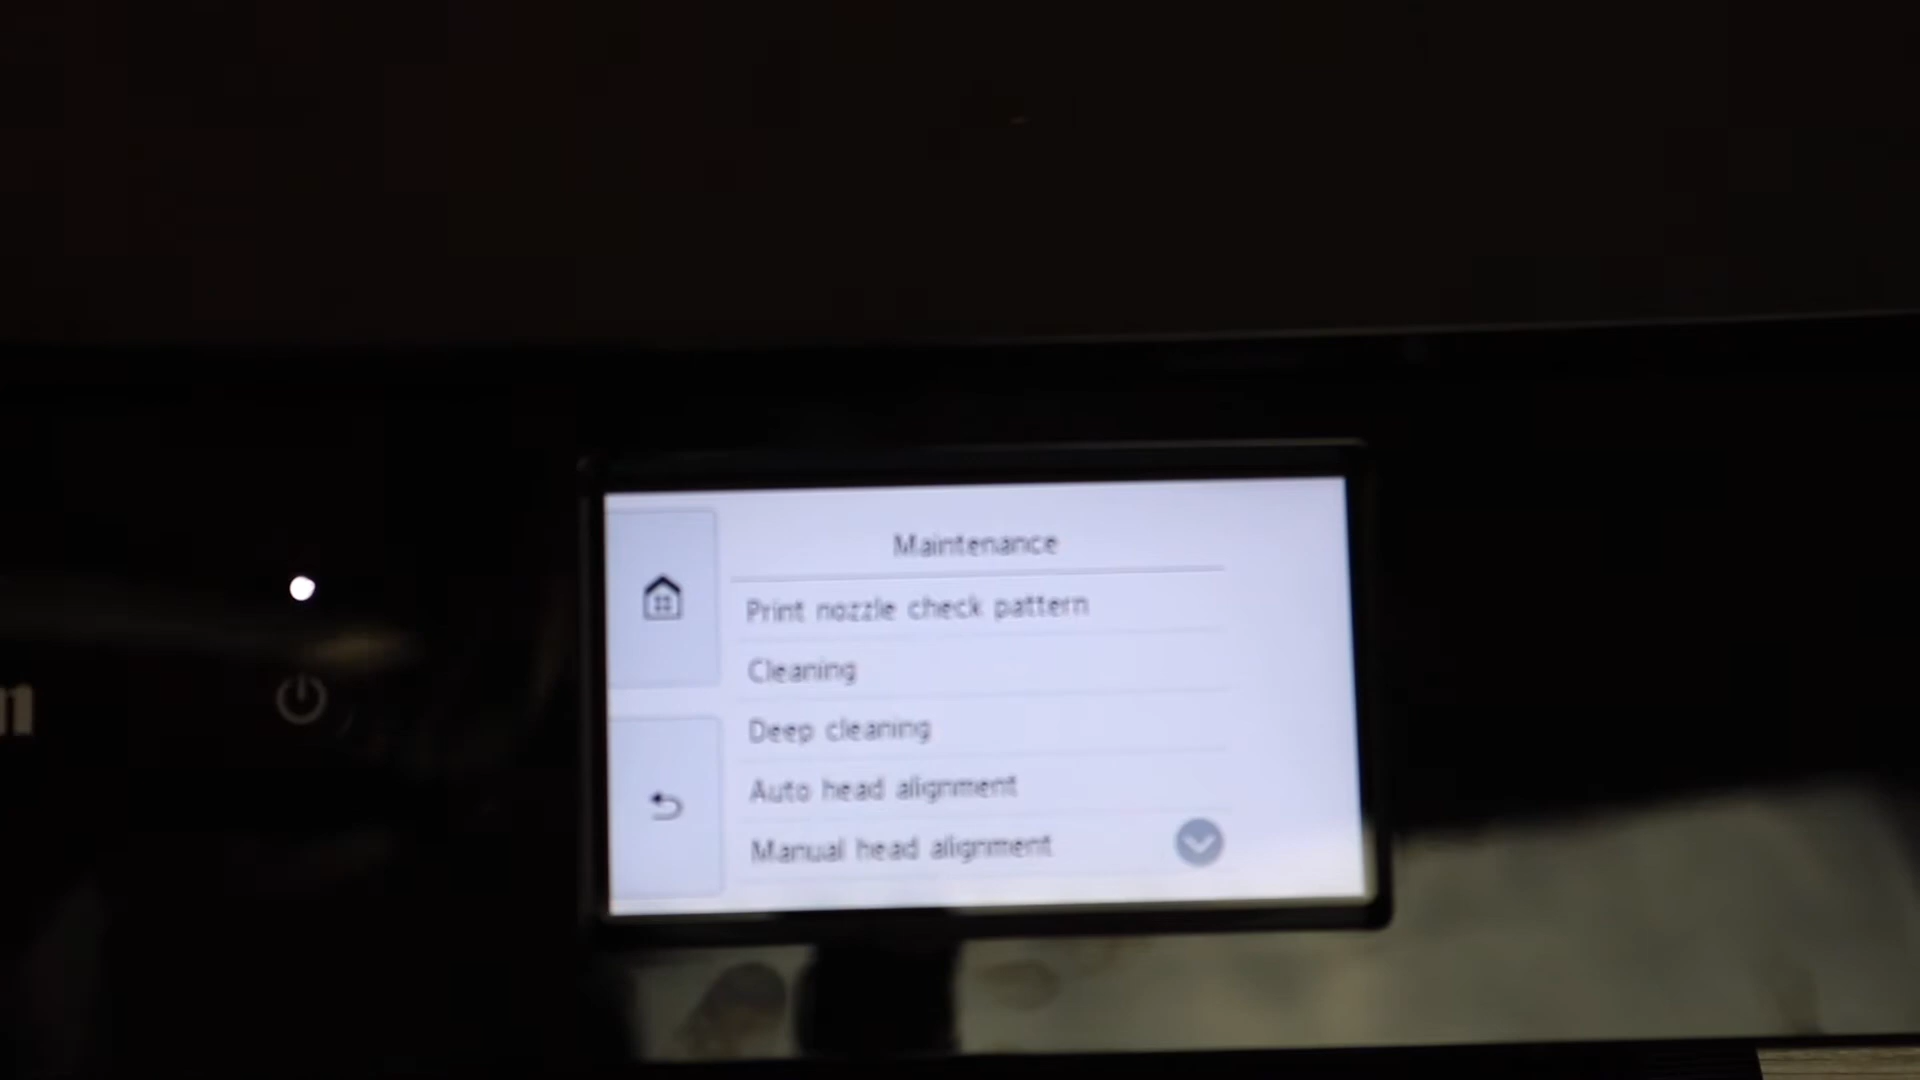 Maintenance
Print nozzle check pattern
Cleaning
Deep cleaning
Auto head alignment
Manual head alignment
n